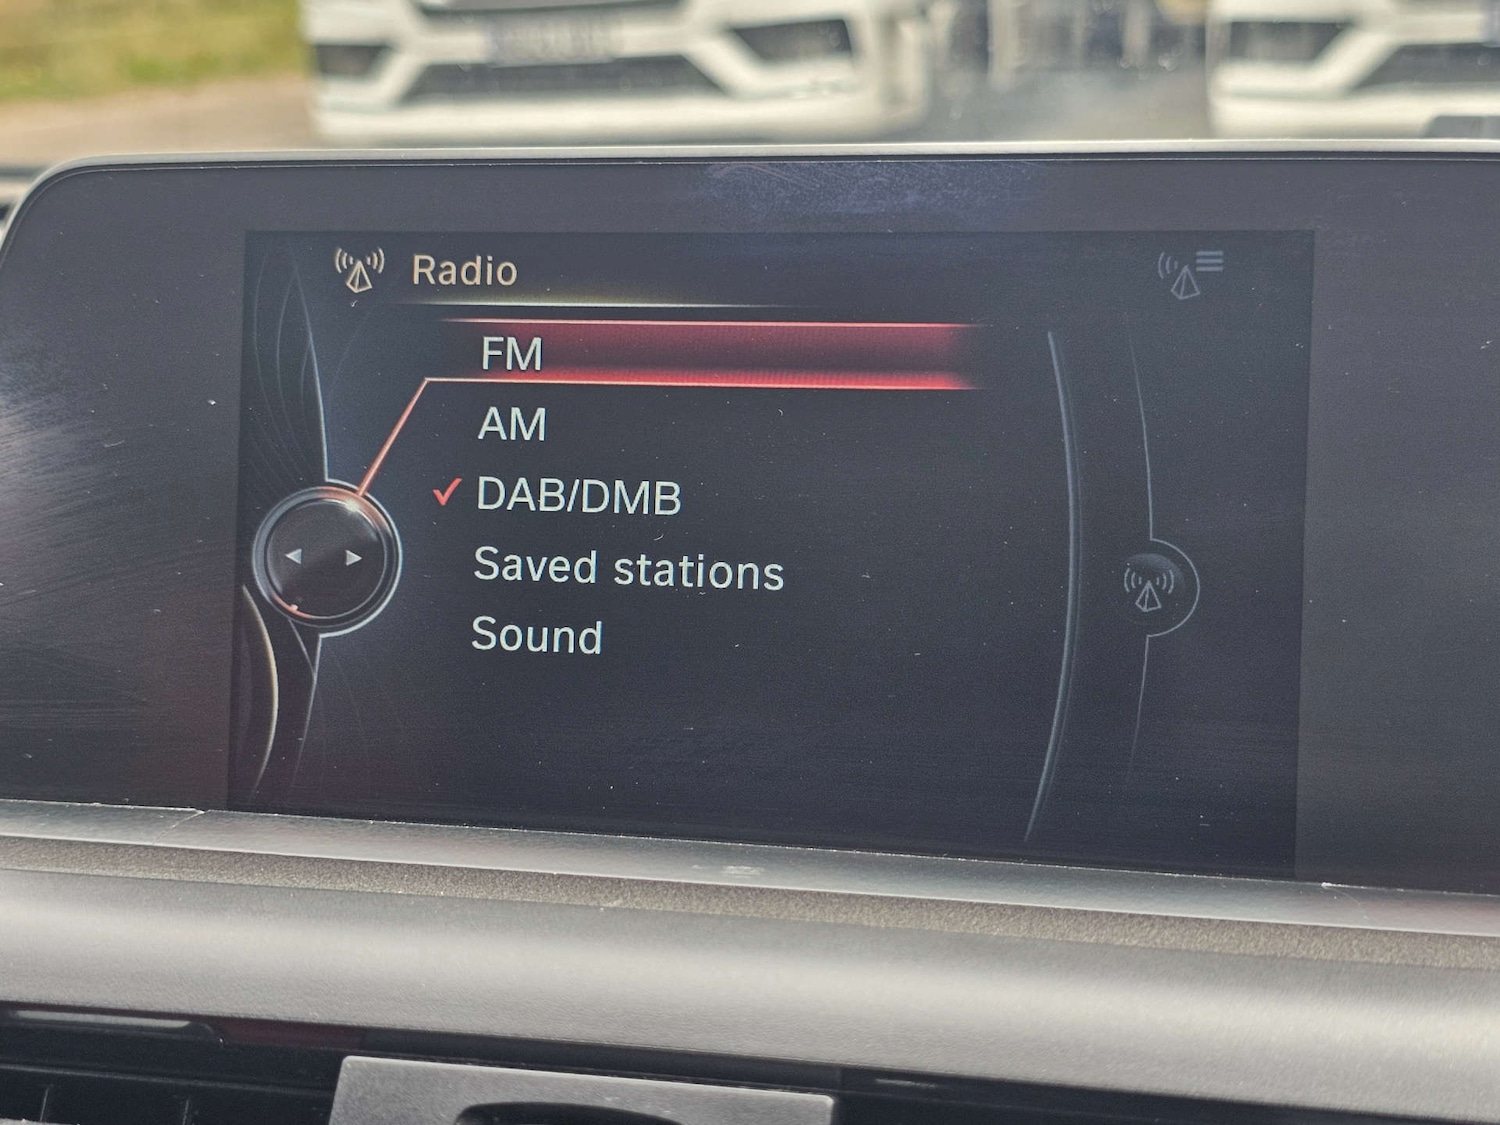 Radio
FM
AM
DAB/DMB
Saved stations
Sound